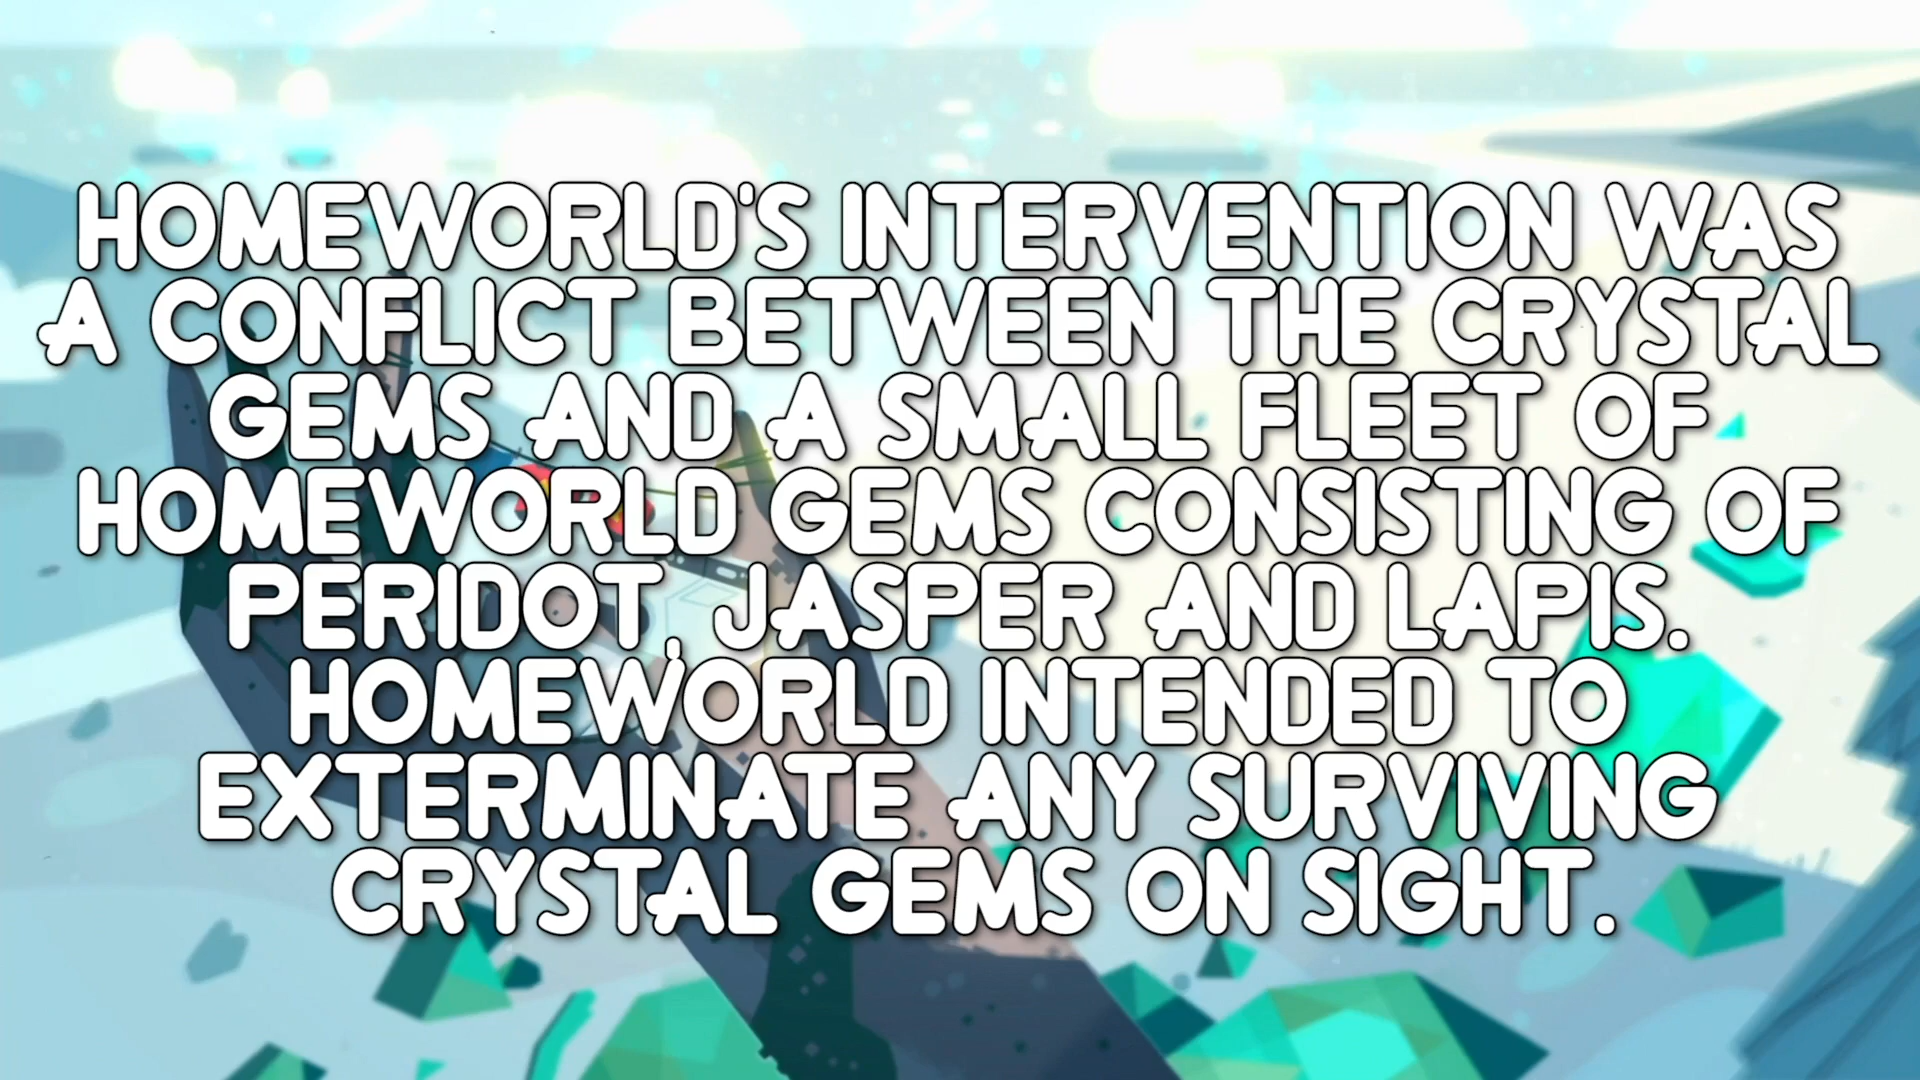 HOMEWORLD'S INTERVENTION WAS
A CONFLICT BETWEEN THE CRYSTAL
GEMS AND A SMALL FLEET OF
HOMEWORLD GEMS CONSISTING OF
PERIDOT, JASPER AND LAPIS.
HOMEWORLD INTENDED TO
EXTERMINATE ANY SURVIVING
CRYSTAL GEMS ON SIGHT.